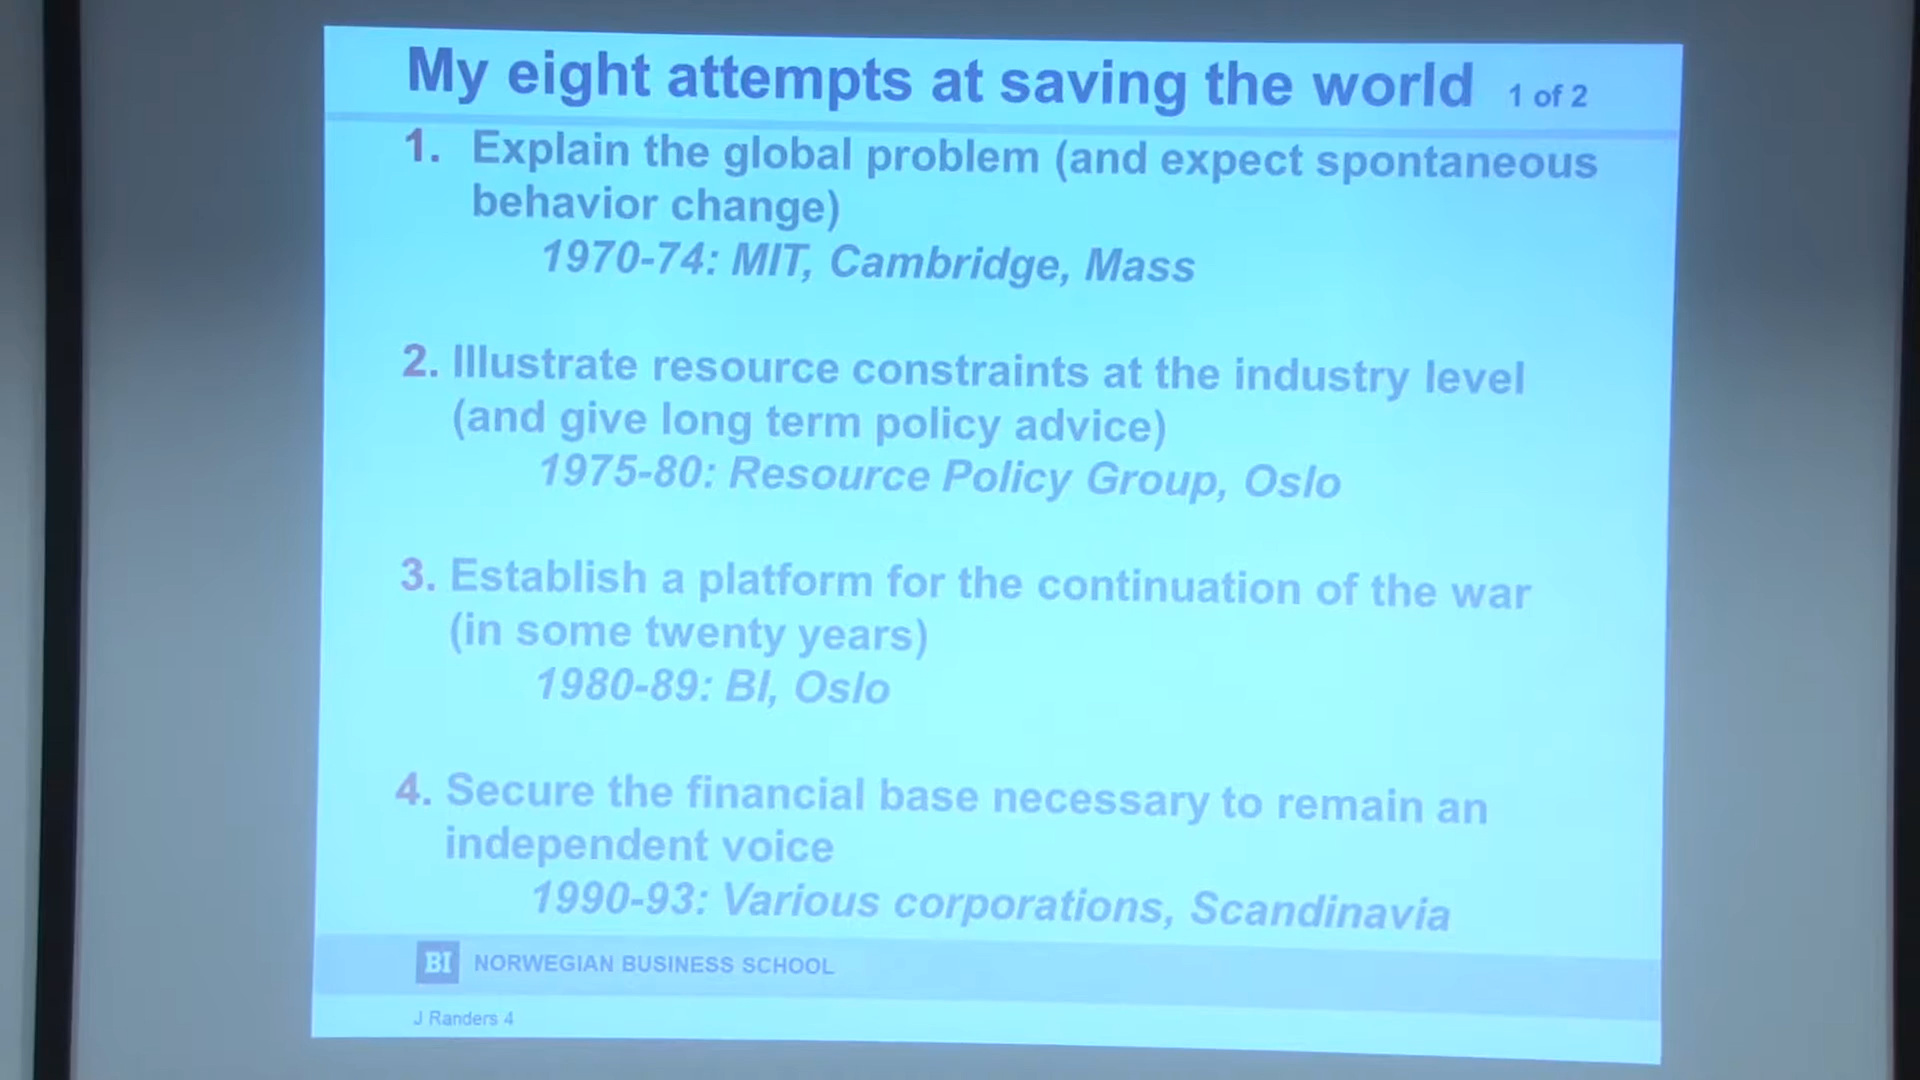 My eight attempts at saving the world 1 of 2
1. Explain the global problem (and expect spontaneous
behavior change)
1970-74: MIT, Cambridge, Mass
2. Illustrate resource constraints at the industry level
(and give long term policy advice)
1975-80: Resource Policy Group, Oslo
3. Establish a platform for the continuation of the war
(in some twenty years)
1980-89: BI, Oslo
4. Secure the financial base necessary to remain an
independent voice
1990-93: Various corporations, Scandinavia
BI NORWEGIAN BUSINESS SCHOOL
J Randers 4